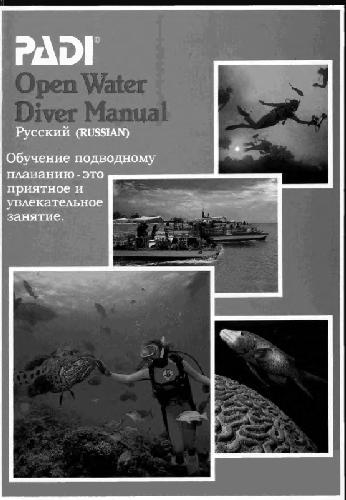 PADI®
Open Water
Diver Manual
Русский (RUSSIAN)
Обучение подводному
плаванию - это
приятное и
увлекательное
занятие.